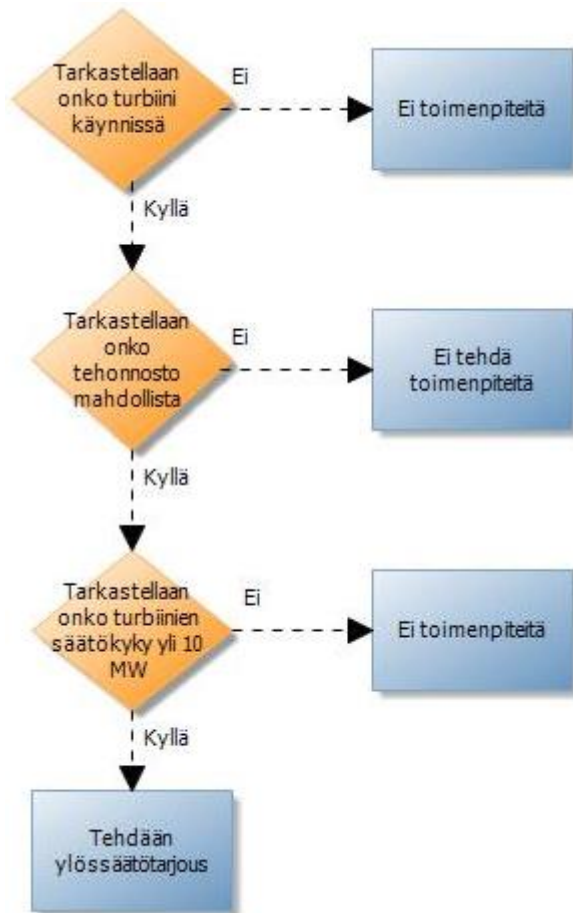 Tarkastellaan
onko turbiini
käynnissä
Ei
Ei toimenpiteitä
Kyllä
Tarkastellaan
onko
tehonnosto
mahdollista
Ei
Ei tehdä
toimenpiteitä
Kyllä
Tarkastellaan
onko turbiinien
säätökyky yli 10
MW
Ei
Ei toimenpiteitä
Kyllä
Tehdään
ylössäätötarjous